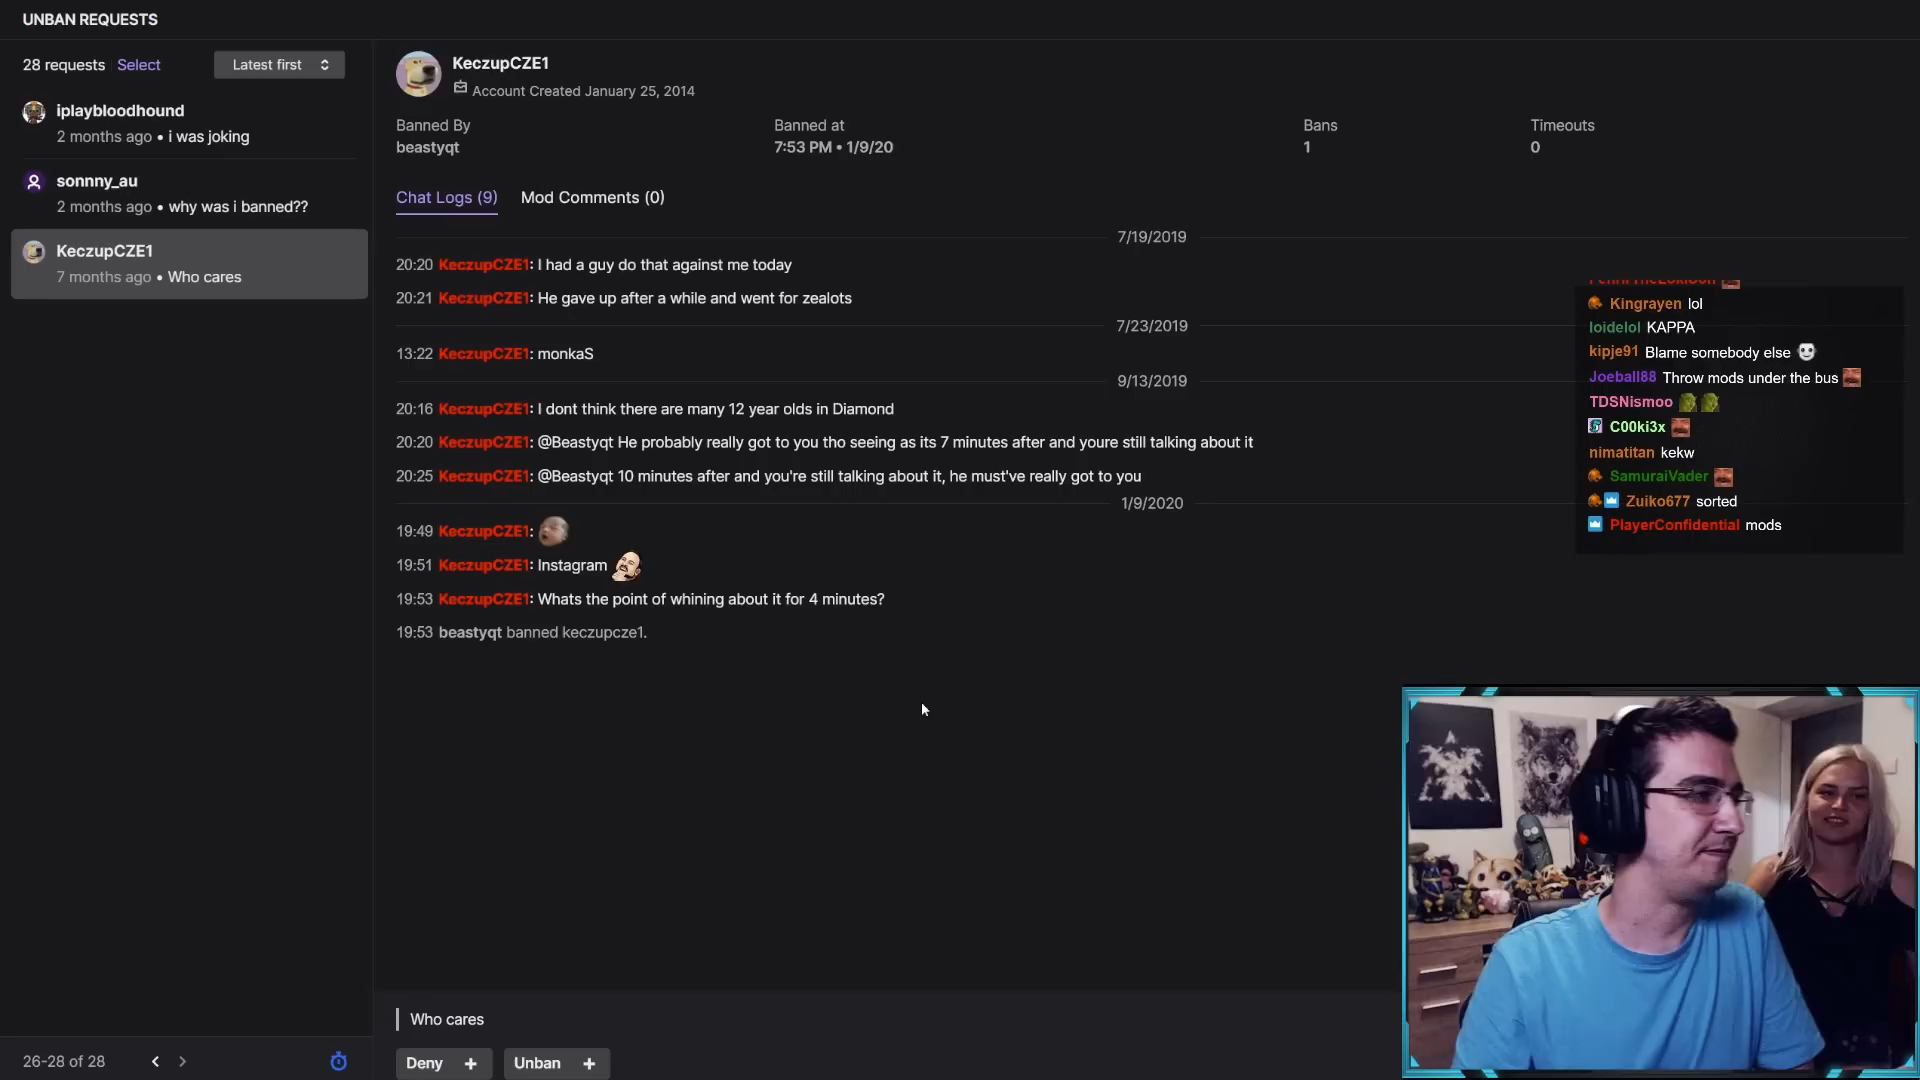 UNBAN REQUESTS
28 requests Select Latest first
iplaybloodhound
2 months ago • i was joking
sonnny_au
2 months ago • why was i banned??
KeczupCZE1
7 months ago • Who cares
26-28 of 28
KeczupCZE1
Account Created January 25, 2014
Banned By
beastyqt
Banned at
7:53 PM • 1/9/20
Bans
1
Timeouts
0
Chat Logs (9) Mod Comments (0)
7/19/2019
20:20 KeczupCZE1: I had a guy do that against me today
20:21 KeczupCZE1: He gave up after a while and went for zealots
7/23/2019
13:22 KeczupCZE1: monkaS
9/13/2019
20:16 KeczupCZE1: I dont think there are many 12 year olds in Diamond
20:20 KeczupCZE1: @Beastyqt He probably really got to you tho seeing as its 7 minutes after and youre still talking about it
20:25 KeczupCZE1: @Beastyqt 10 minutes after and you're still talking about it, he must've really got to you
1/9/2020
19:49 KeczupCZE1:
19:51 KeczupCZE1: Instagram
19:53 KeczupCZE1: Whats the point of whining about it for 4 minutes?
19:53 beastyqt banned keczupcze1.
Who cares
Deny + Unban +
Kingrayen lol
loidelol KAPPA
kipje91 Blame somebody else
Joeball88 Throw mods under the bus
TDSNismoo
C00ki3x
nimatitan kekw
SamuraiVader
Zuiko677 sorted
PlayerConfidential mods